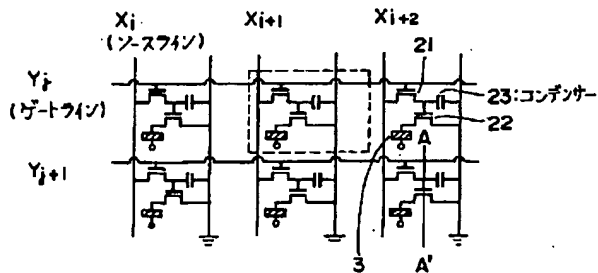 Xi Xi+1 Xi+2
(ソースライン)
21
Yj
(ゲートライン)
23:コンデンサー
22
A
Yj+1
3 A'